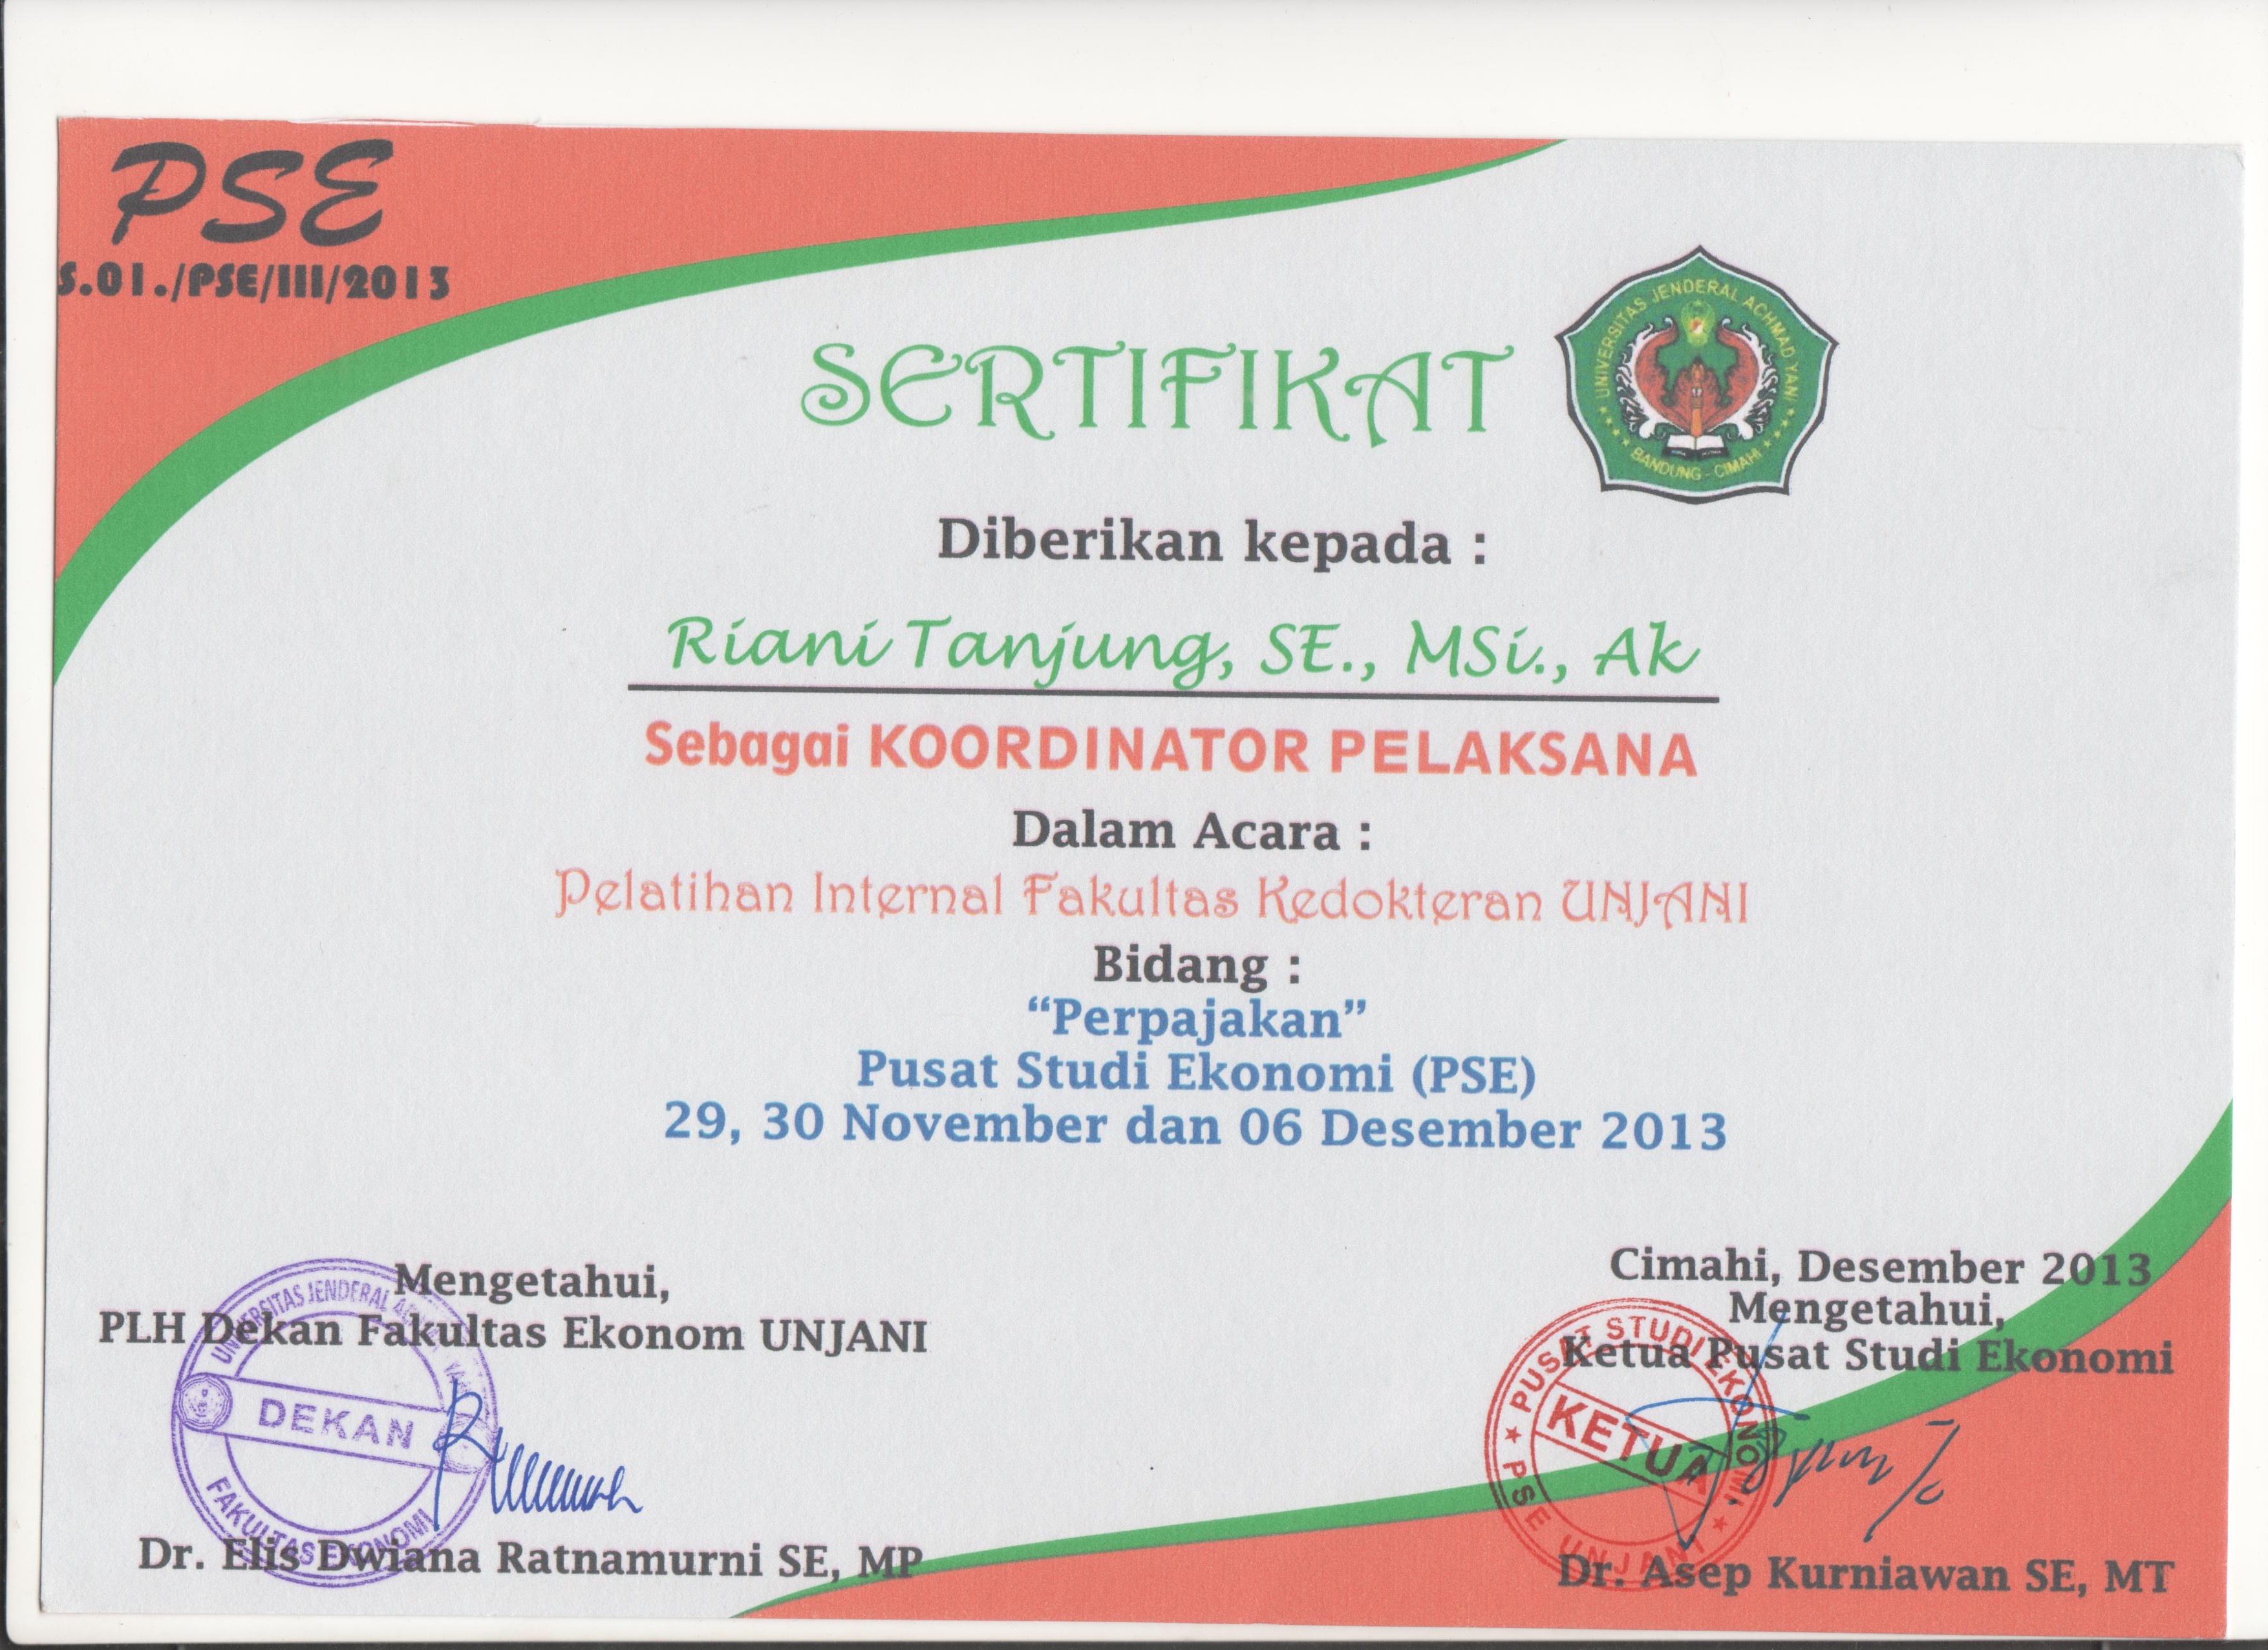 PSE
S.01./PSE/III/2013
SERTIFIKAT
UNIVERSITAS JENDERAL ACHMAD YANI
BANDUNG - CIMAHI
Diberikan kepada :
Riani Tanjung, SE., MSi., Ak
Sebagai KOORDINATOR PELAKSANA
Dalam Acara :
Pelatihan Internal Fakultas Kedokteran UNJANI
Bidang :
“Perpajakan”
Pusat Studi Ekonomi (PSE)
29, 30 November dan 06 Desember 2013
Mengetahui,
PLH Dekan Fakultas Ekonom UNJANI
UNIVERSITAS JENDERAL ACHMAD YANI
DEKAN
FAKULTAS EKONOMI
Dr. Elis Dwiana Ratnamurni SE, MP
Cimahi, Desember 2013
Mengetahui,
Ketua Pusat Studi Ekonomi
PUSAT STUDI EKONOMI
KETUA
PSE UNJANI
Dr. Asep Kurniawan SE, MT